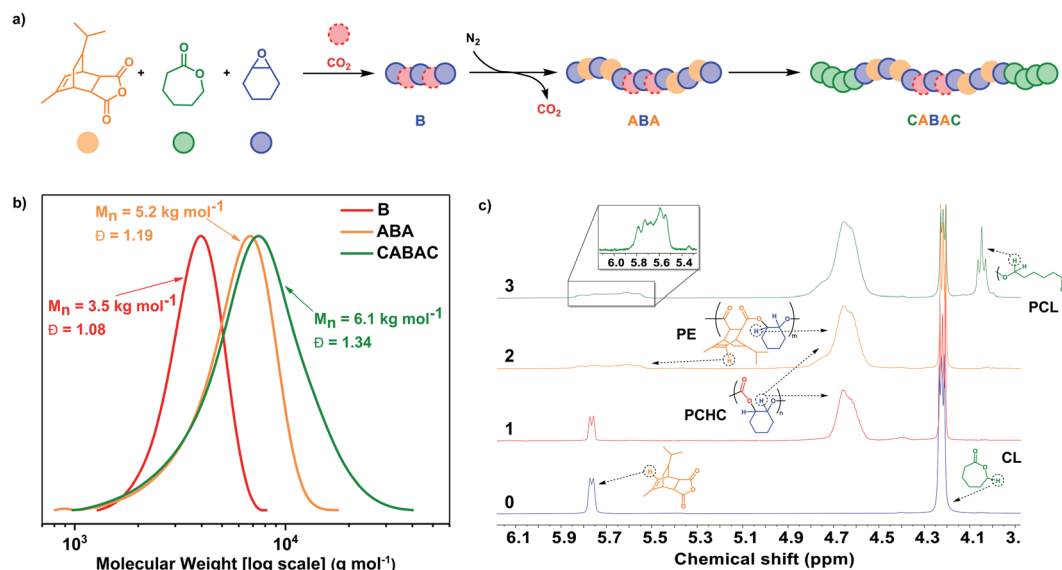 a)
O
O
O
O
O
O
+
+
CO₂
N₂
CO₂
B
ABA
CABAC
b)
Mn = 5.2 kg mol⁻¹
Đ = 1.19
B
ABA
CABAC
Mn = 3.5 kg mol⁻¹
Đ = 1.08
Mn = 6.1 kg mol⁻¹
Đ = 1.34
10³
10⁴
Molecular Weight [log scale] (g mol⁻¹)
c)
6.0 5.8 5.6 5.4
3
H H
O
PCL
PE
O O
O
H
O
m
H
2
O
O
H
O
n
PCHC
1
CL
H
O
O
O
O
O
O
H
0
6.1 5.9 5.7 5.5 5.3 5.1 4.9 4.7 4.5 4.3 4.1 3.
Chemical shift (ppm)